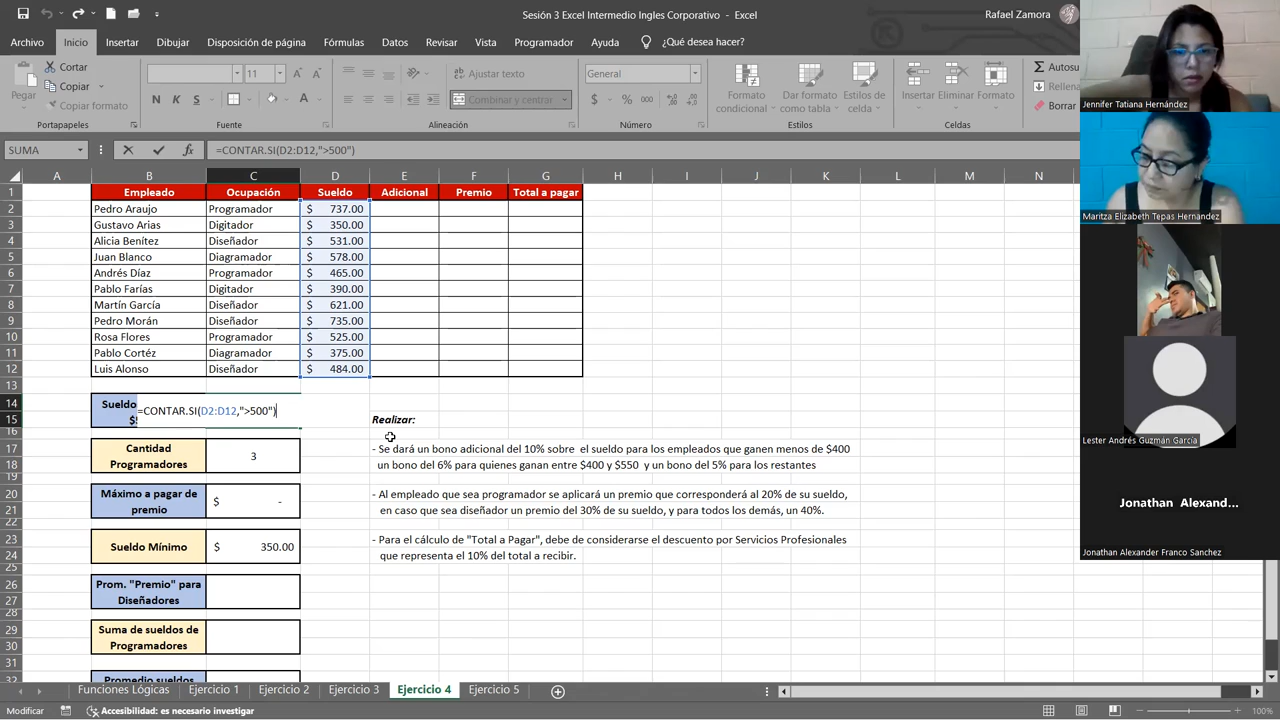 Sesión 3 Excel Intermedio Ingles Corporativo - Excel
Rafael Zamora
Archivo Inicio Insertar Dibujar Disposición de página Fórmulas Datos Revisar Vista Programador Ayuda ¿Qué desea hacer?
Pegar
Cortar
Copiar
Copiar formato
Portapapeles
11
N K S
Fuente
Ajustar texto
Combinar y centrar
Alineación
General
$ % 000
Número
Formato condicional
Dar formato como tabla
Estilos de celda
Estilos
Insertar Eliminar Formato
Celdas
Autosu
Rellena
Borrar
SUMA
fx
=CONTAR.SI(D2:D12,">500")
A B C D E F G H I J K L M N
1 Empleado Ocupación Sueldo Adicional Premio Total a pagar
2 Pedro Araujo Programador $ 737.00
3 Gustavo Arias Digitador $ 350.00
4 Alicia Benítez Diseñador $ 531.00
5 Juan Blanco Diagramador $ 578.00
6 Andrés Díaz Programador $ 465.00
7 Pablo Farías Digitador $ 390.00
8 Martín García Diseñador $ 621.00
9 Pedro Morán Diseñador $ 735.00
10 Rosa Flores Programador $ 525.00
11 Pablo Cortéz Diagramador $ 375.00
12 Luis Alonso Diseñador $ 484.00
13
14 Sueldo =CONTAR.SI(D2:D12,">500")
15 Realizar:
16
17 Cantidad - Se dará un bono adicional del 10% sobre el sueldo para los empleados que ganen menos de $400
18 Programadores 3 un bono del 6% para quienes ganan entre $400 y $550 y un bono del 5% para los restantes
19
20 Máximo a pagar de - Al empleado que sea programador se aplicará un premio que corresponderá al 20% de su sueldo,
21 premio $ - en caso que sea diseñador un premio del 30% de su sueldo, y para todos los demás, un 40%.
22
23 Sueldo Mínimo $ 350.00 - Para el cálculo de "Total a Pagar", debe de considerarse el descuento por Servicios Profesionales
24 que representa el 10% del total a recibir.
25
26 Prom. "Premio" para
27 Diseñadores
28
29 Suma de sueldos de
30 Programadores
31
32 Promedio sueldos
Funciones Lógicas Ejercicio 1 Ejercicio 2 Ejercicio 3 Ejercicio 4 Ejercicio 5
Modificar Accesibilidad: es necesario investigar 100%
Jennifer Tatiana Hernández
Maritza Elizabeth Tepas Hernandez
Lester Andrés Guzmán García
Jonathan Alexand...
Jonathan Alexander Franco Sanchez